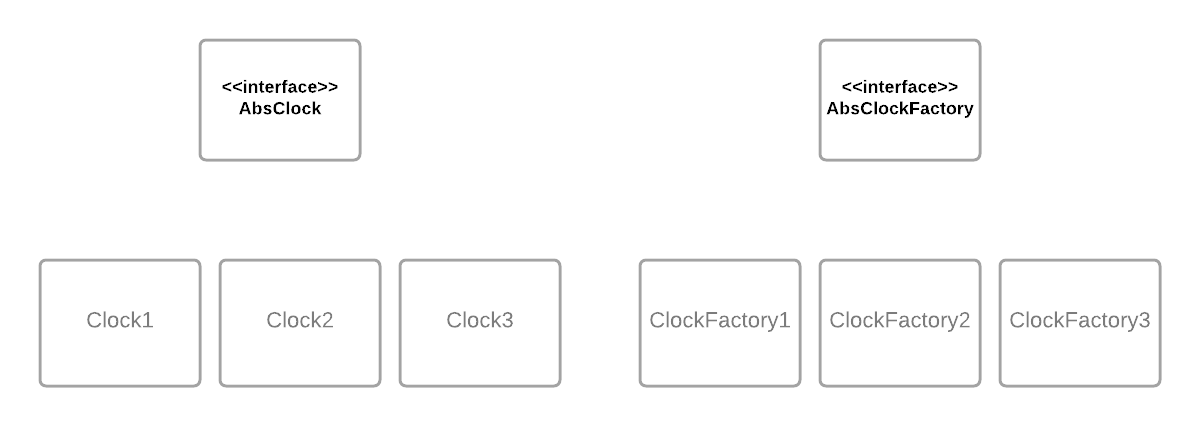 <<interface>>
AbsClock
<<interface>>
AbsClockFactory
Clock1
Clock2
Clock3
ClockFactory1
ClockFactory2
ClockFactory3